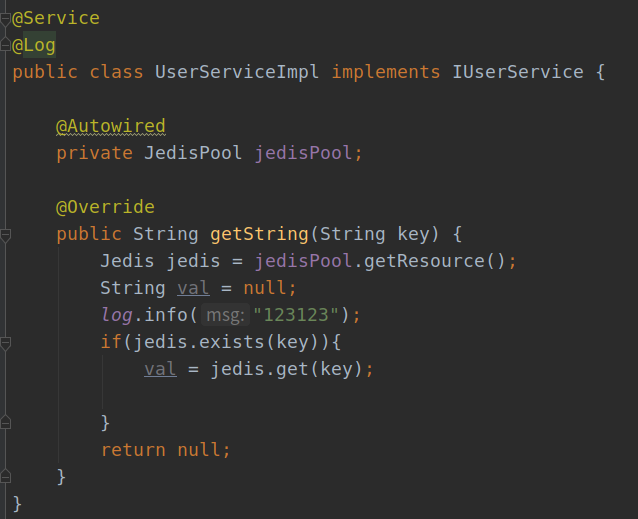 @Service
@Log
public class UserServiceImpl implements IUserService {
@Autowired
private JedisPool jedisPool;
@Override
public String getString(String key) {
Jedis jedis = jedisPool.getResource();
String val = null;
log.info( msg: "123123");
if(jedis.exists(key)){
val = jedis.get(key);
}
return null;
}
}